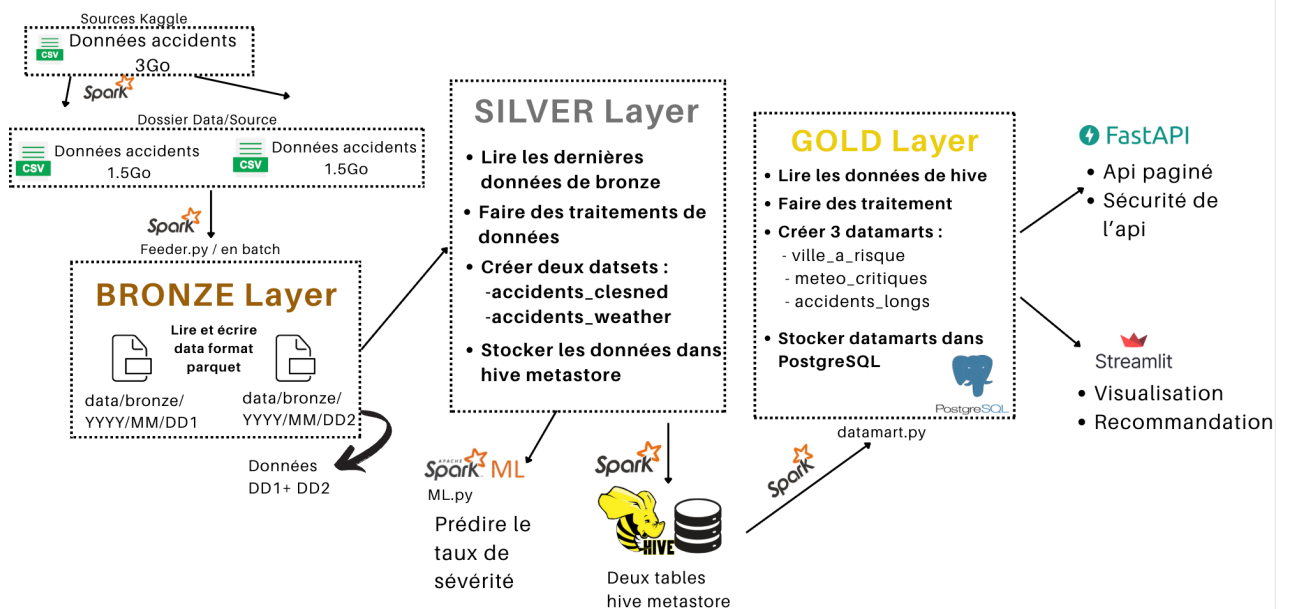 Sources Kaggle
Données accidents
3Go
CSV
Spark
Dossier Data/Source
Données accidents
1.5Go
CSV
Données accidents
1.5Go
CSV
Spark
Feeder.py / en batch
BRONZE Layer
Lire et écrire
data format
parquet
data/bronze/
YYYY/MM/DD1
data/bronze/
YYYY/MM/DD2
Données
DD1+ DD2
SILVER Layer
• Lire les dernières
données de bronze
• Faire des traitements de
données
• Créer deux datsets :
-accidents_clesned
-accidents_weather
• Stocker les données dans
hive metastore
APACHE
Spark ML
ML.py
Prédire le
taux de
sévérité
Spark
HIVE
Deux tables
hive metastore
Spark
GOLD Layer
• Lire les données de hive
• Faire des traitement
• Créer 3 datamarts :
- ville_a_risque
- meteo_critiques
- accidents_longs
• Stocker datamarts dans
PostgreSQL
PostgreSQL
datamart.py
FastAPI
• Api paginé
• Sécurité de
l’api
Streamlit
• Visualisation
• Recommandation